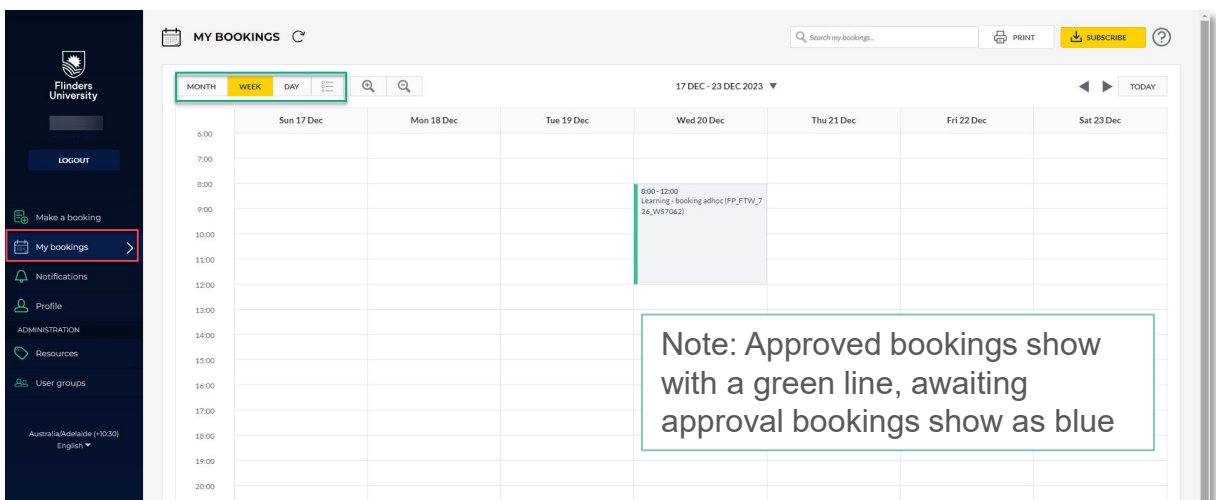 Flinders
University
LOGOUT
Make a booking
My bookings
Notifications
Profile
ADMINISTRATION
Resources
User groups
Australia/Adelaide (+10:30)
English
MY BOOKINGS
Search my bookings...
PRINT
SUBSCRIBE
?
MONTH WEEK DAY
17 DEC - 23 DEC 2023
TODAY
Sun 17 Dec Mon 18 Dec Tue 19 Dec Wed 20 Dec Thu 21 Dec Fri 22 Dec Sat 23 Dec
6:00
7:00
8:00
9:00
10:00
11:00
12:00
13:00
14:00
15:00
16:00
17:00
18:00
19:00
20:00
8:00 - 12:00
Learning - booking adhoc (FP_FTW_7
26_WS7062)
Note: Approved bookings show
with a green line, awaiting
approval bookings show as blue